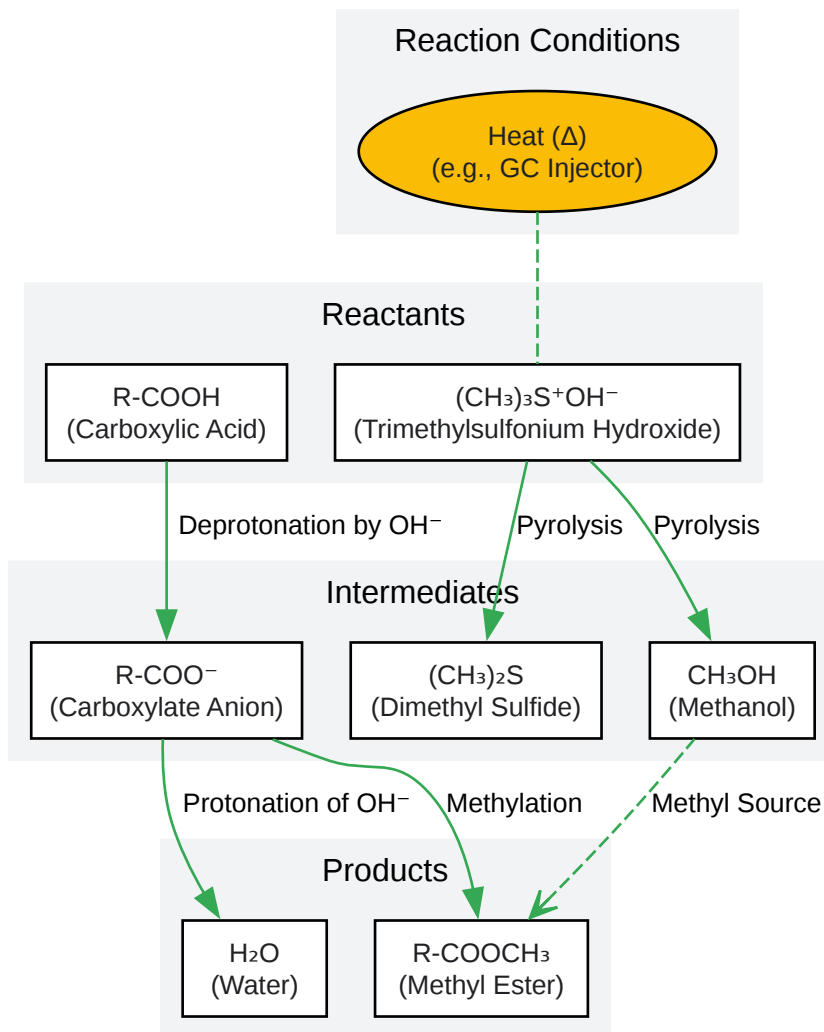 Reaction Conditions
Heat (Δ)
(e.g., GC Injector)
Reactants
R-COOH
(Carboxylic Acid)
(CH₃)₃S⁺OH⁻
(Trimethylsulfonium Hydroxide)
Deprotonation by OH⁻
Pyrolysis
Pyrolysis
Intermediates
R-COO⁻
(Carboxylate Anion)
(CH₃)₂S
(Dimethyl Sulfide)
CH₃OH
(Methanol)
Protonation of OH⁻
Methylation
Methyl Source
Products
H₂O
(Water)
R-COOCH₃
(Methyl Ester)